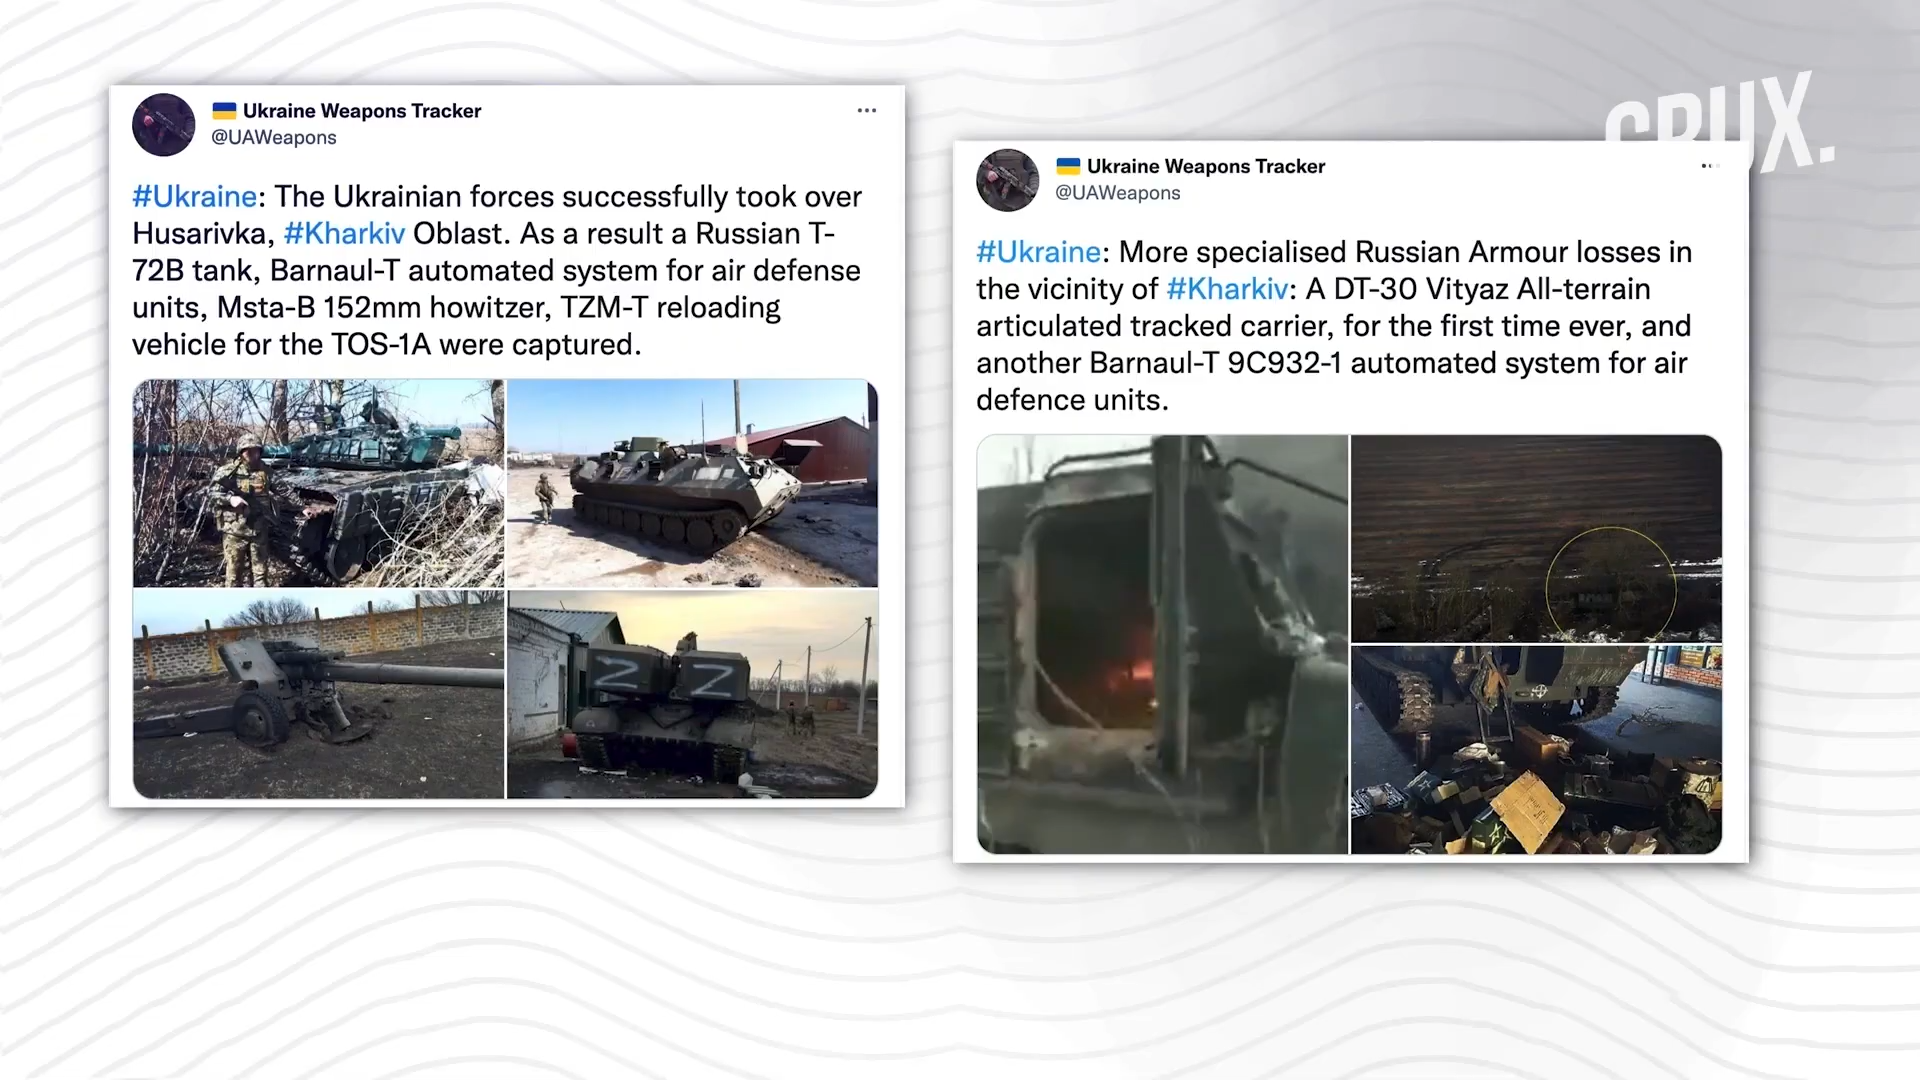 CRUX.
Ukraine Weapons Tracker
@UAWeapons
#Ukraine: The Ukrainian forces successfully took over
Husarivka, #Kharkiv Oblast. As a result a Russian T-
72B tank, Barnaul-T automated system for air defense
units, Msta-B 152mm howitzer, TZM-T reloading
vehicle for the TOS-1A were captured.
Z Z
Ukraine Weapons Tracker
@UAWeapons
#Ukraine: More specialised Russian Armour losses in
the vicinity of #Kharkiv: A DT-30 Vityaz All-terrain
articulated tracked carrier, for the first time ever, and
another Barnaul-T 9C932-1 automated system for air
defence units.